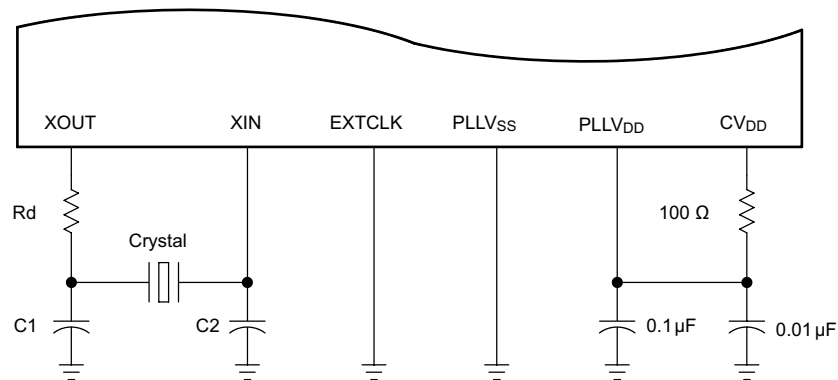 XOUT XIN EXTCLK PLLVSS PLLVDD CVDD
Rd 100 Ω
Crystal
C1 C2 0.1 µF 0.01 µF